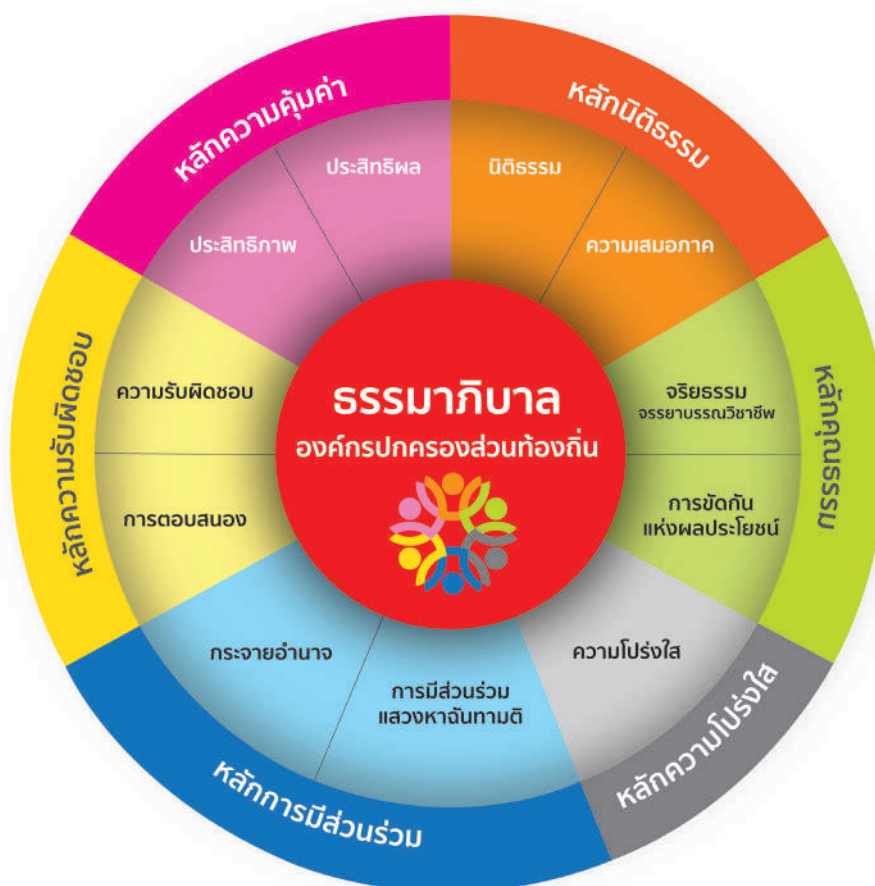 ธรรมาภิบาล
องค์กรปกครองส่วนท้องถิ่น
หลักนิติธรรม
นิติธรรม
ความเสมอภาค
หลักคุณธรรม
จริยธรรม
จรรยาบรรณวิชาชีพ
การขัดกัน
แห่งผลประโยชน์
หลักความโปร่งใส
ความโปร่งใส
หลักการมีส่วนร่วม
การมีส่วนร่วม
แสวงหาฉันทามติ
กระจายอำนาจ
หลักความรับผิดชอบ
การตอบสนอง
ความรับผิดชอบ
หลักความคุ้มค่า
ประสิทธิภาพ
ประสิทธิผล